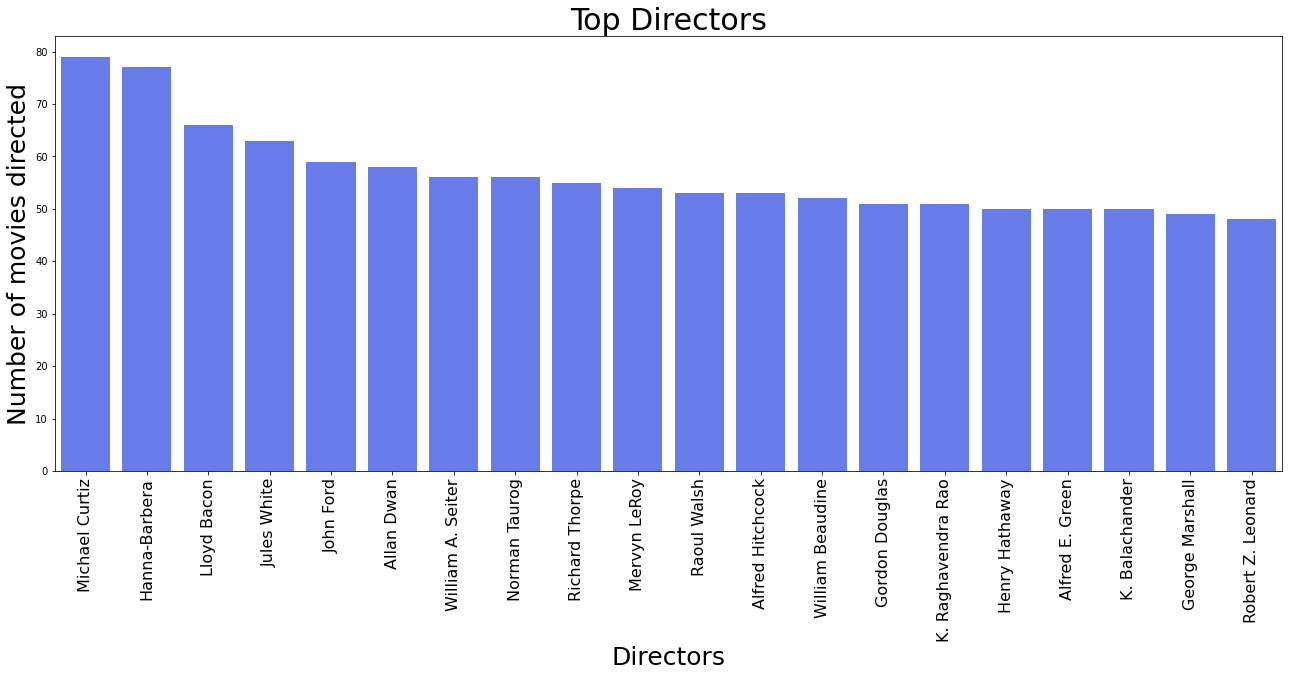 Top Directors
Number of movies directed
80
70
60
50
40
30
20
10
0
Michael Curtiz
Hanna-Barbera
Lloyd Bacon
Jules White
John Ford
Allan Dwan
William A. Seiter
Norman Taurog
Richard Thorpe
Mervyn LeRoy
Raoul Walsh
Alfred Hitchcock
William Beaudine
Gordon Douglas
K. Raghavendra Rao
Henry Hathaway
Alfred E. Green
K. Balachander
George Marshall
Robert Z. Leonard
Directors